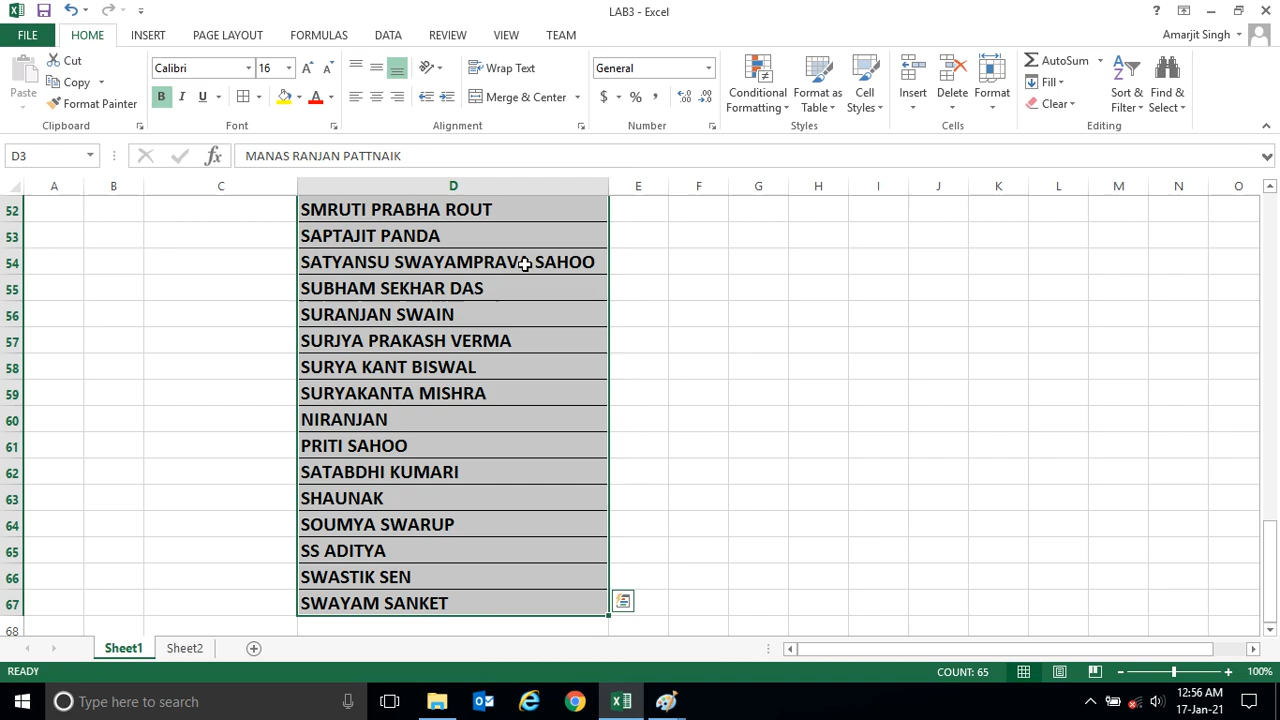 LAB3 - Excel
?
FILE HOME INSERT PAGE LAYOUT FORMULAS DATA REVIEW VIEW TEAM Amarjit Singh
Paste
Cut
Copy
Format Painter
Calibri 16
B I U
Wrap Text
Merge & Center
General
$ % ,
Conditional Formatting
Format as Table
Cell Styles
Insert
Delete
Format
AutoSum
Fill
Clear
Sort & Filter
Find & Select
Clipboard Font Alignment Number Styles Cells Editing
D3 fx MANAS RANJAN PATTNAIK
A B C D E F G H I J K L M N O
52 SMRUTI PRABHA ROUT
53 SAPTAJIT PANDA
54 SATYANSU SWAYAMPRAVA SAHOO
55 SUBHAM SEKHAR DAS
56 SURANJAN SWAIN
57 SURJYA PRAKASH VERMA
58 SURYA KANT BISWAL
59 SURYAKANTA MISHRA
60 NIRANJAN
61 PRITI SAHOO
62 SATABDHI KUMARI
63 SHAUNAK
64 SOUMYA SWARUP
65 SS ADITYA
66 SWASTIK SEN
67 SWAYAM SANKET
68
Sheet1 Sheet2
READY COUNT: 65 100%
Type here to search
12:56 AM
17-Jan-21